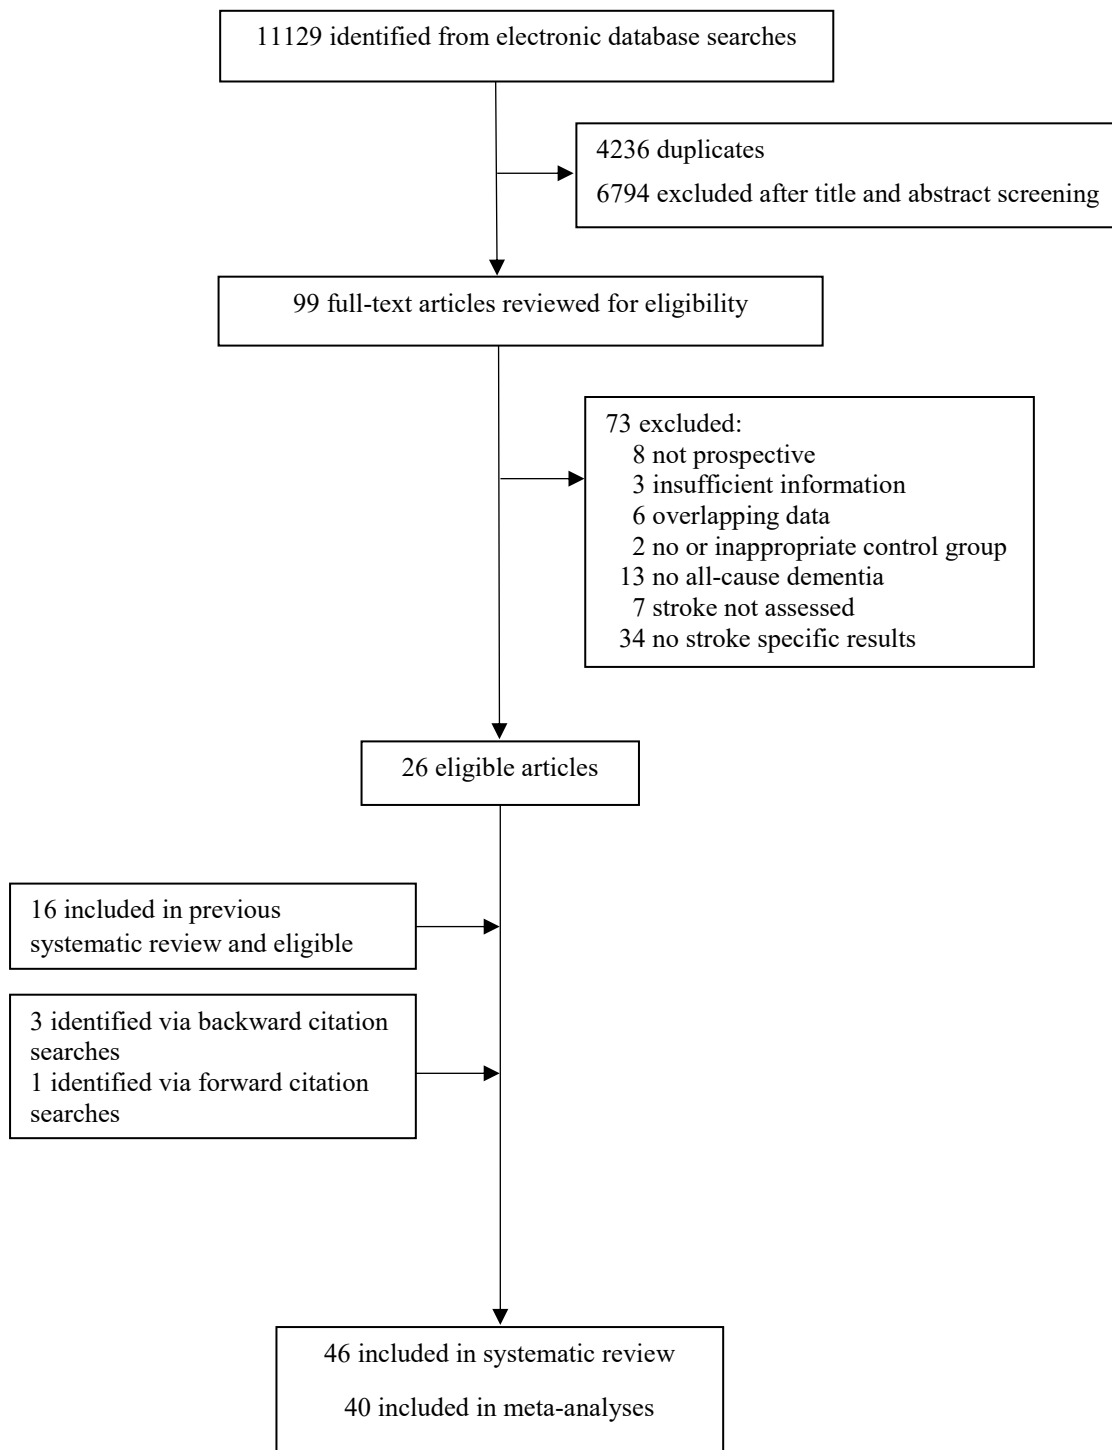 11129 identified from electronic database searches
4236 duplicates
6794 excluded after title and abstract screening
99 full-text articles reviewed for eligibility
73 excluded:
8 not prospective
3 insufficient information
6 overlapping data
2 no or inappropriate control group
13 no all-cause dementia
7 stroke not assessed
34 no stroke specific results
26 eligible articles
16 included in previous
systematic review and eligible
3 identified via backward citation
searches
1 identified via forward citation
searches
46 included in systematic review
40 included in meta-analyses